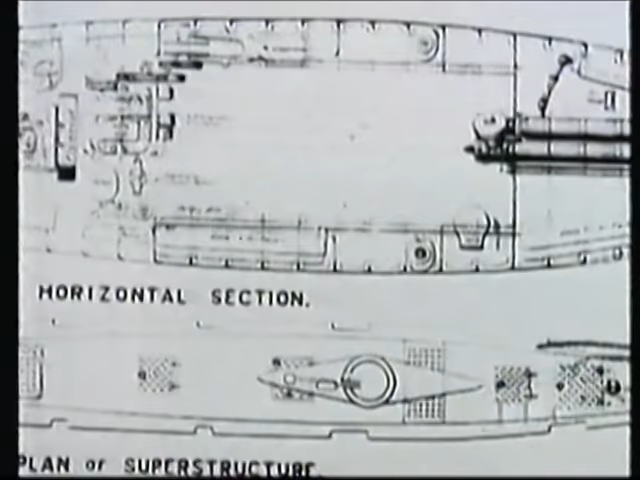 HORIZONTAL SECTION.
PLAN OF SUPERSTRUCTURE.